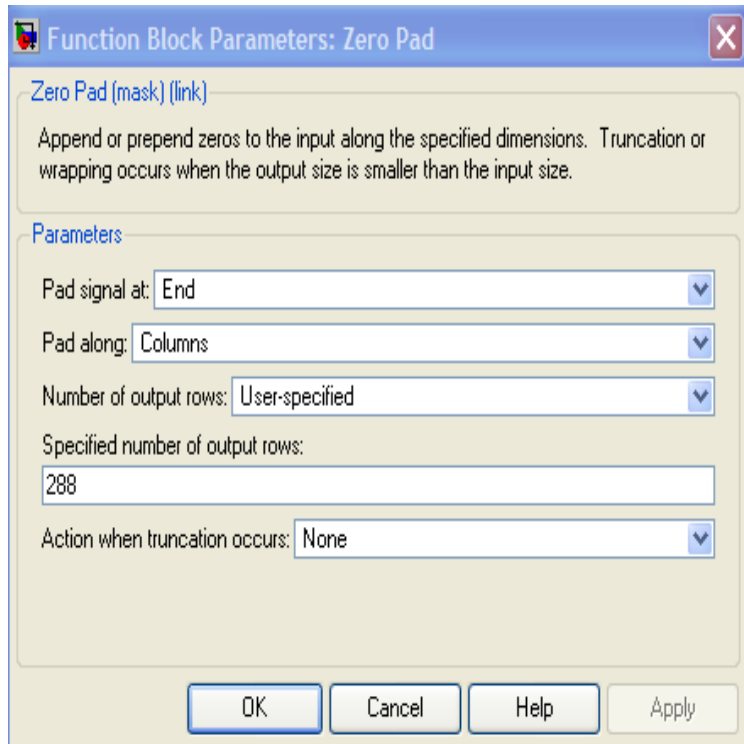 Function Block Parameters: Zero Pad
Zero Pad (mask) (link)
Append or prepend zeros to the input along the specified dimensions.  Truncation or
wrapping occurs when the output size is smaller than the input size.
Parameters
Pad signal at: End
Pad along: Columns
Number of output rows: User-specified
Specified number of output rows:
288
Action when truncation occurs: None
OK Cancel Help Apply